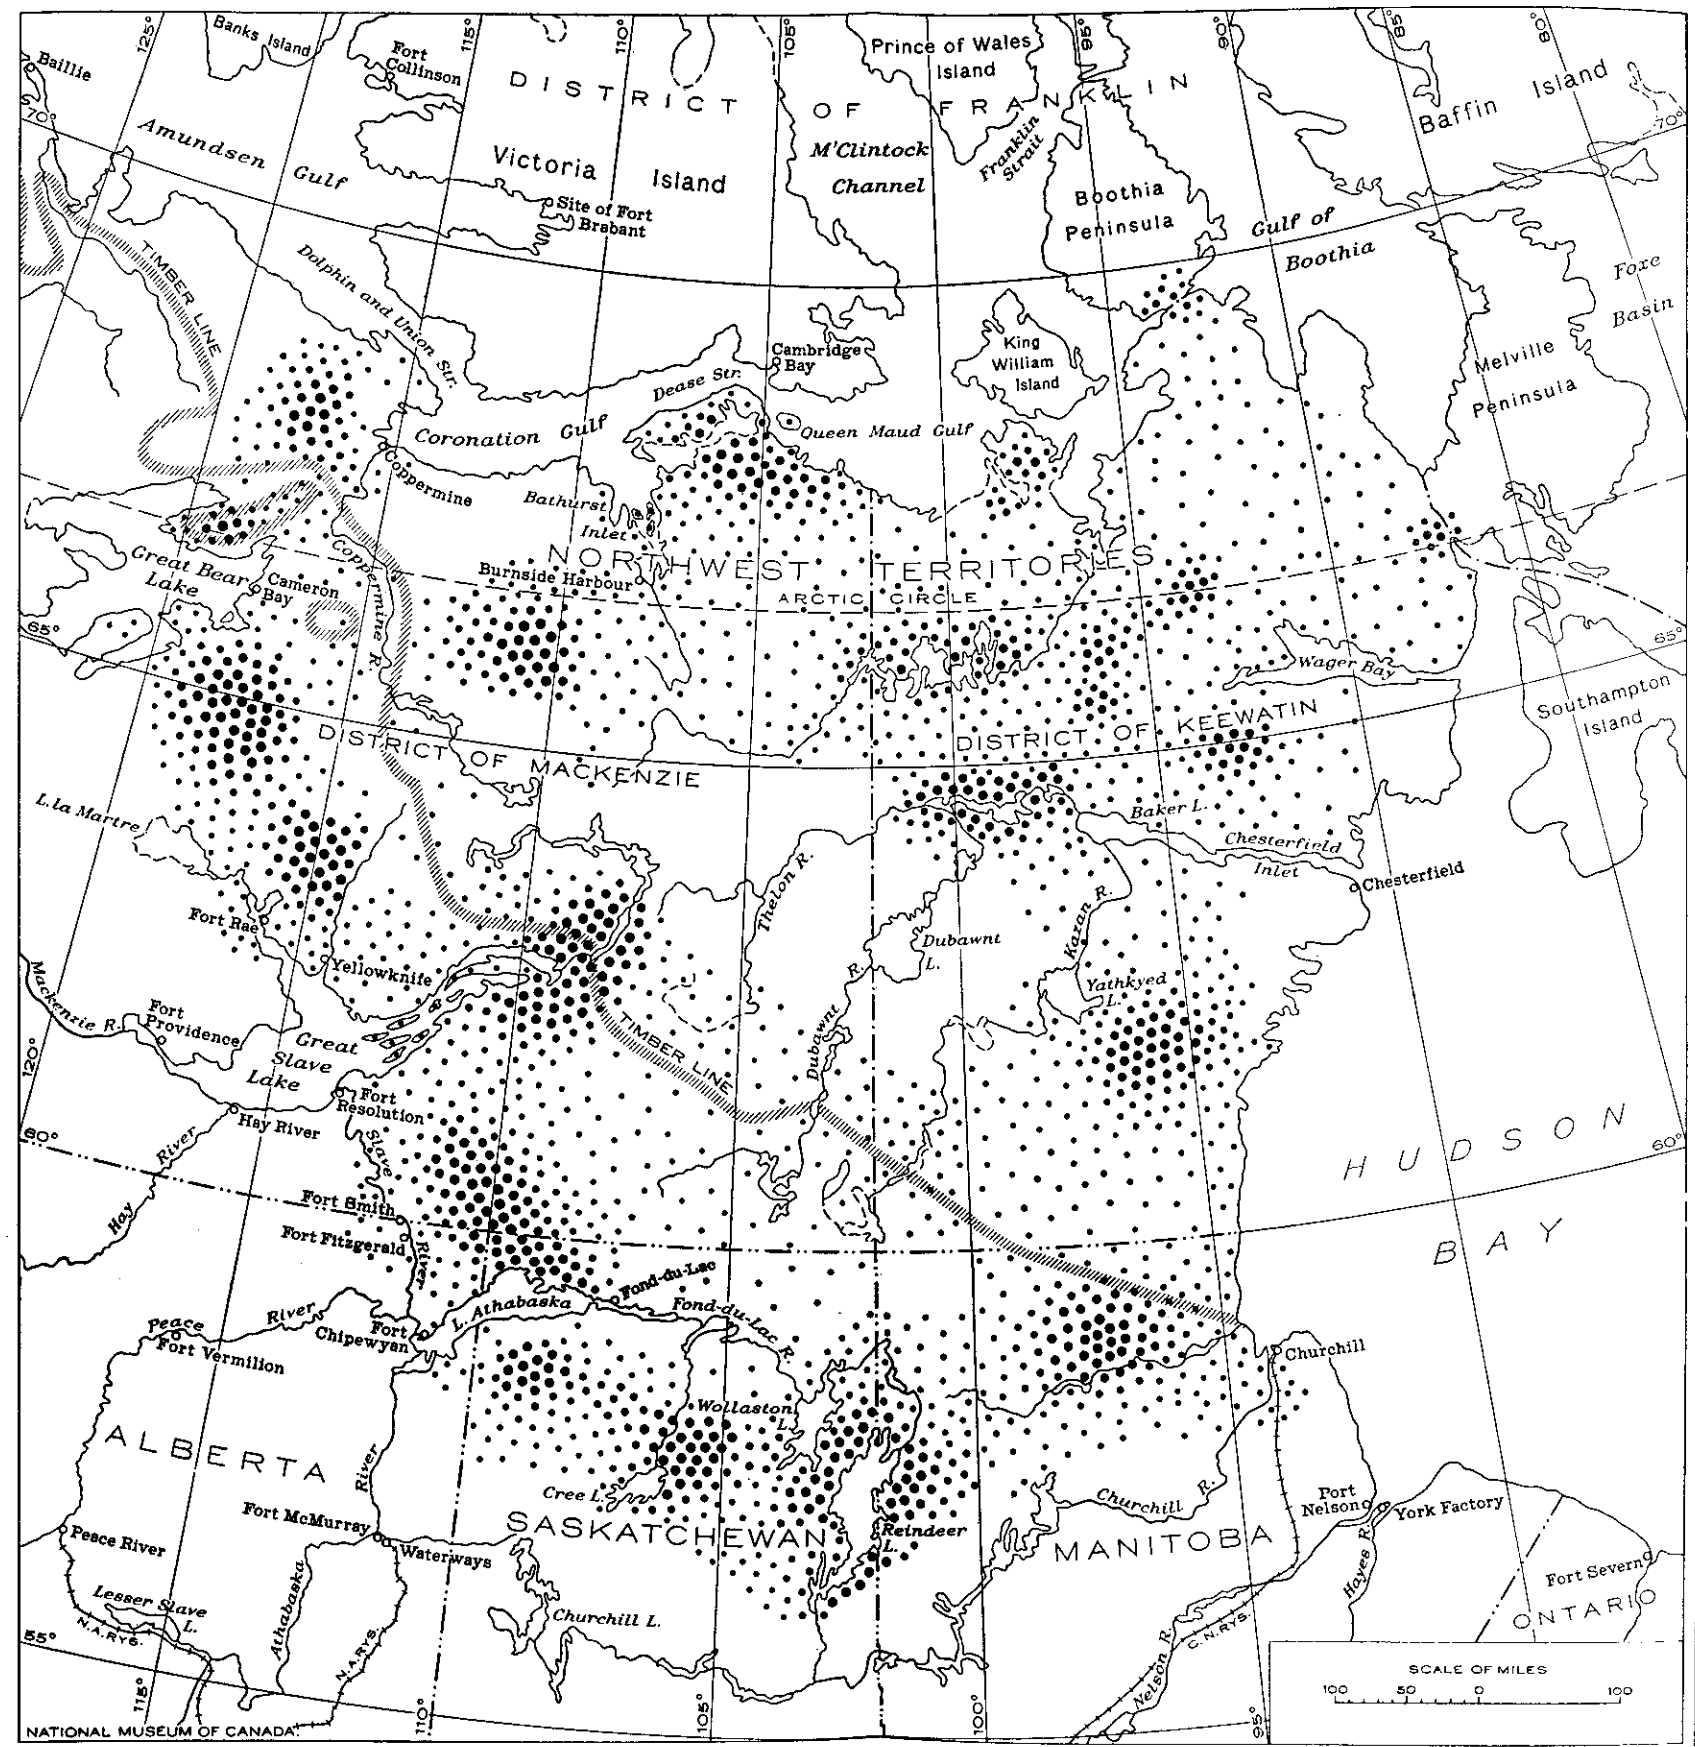 125°
115°
110°
105°
95°
90°
85°
80°
Banks Island
Baillie
Fort
Collinson
Prince of Wales
Island
DISTRICT OF FRANKLIN
Baffin Island
70°
70°
Amundsen Gulf
Victoria Island
M'Clintock
Channel
Franklin
Strait
Boothia
Peninsula
Gulf of
Boothia
Foxe
Basin
Site of Fort
Brabant
TIMBER LINE
Dolphin and Union Str.
Melville
Peninsula
King
William
Island
Cambridge
Bay
Dease Str.
Coronation Gulf
Queen Maud Gulf
Coppermine
Bathurst
Inlet
NORTHWEST TERRITORIES
Burnside Harbour
ARCTIC CIRCLE
Coppermine R.
Great Bear
Lake
Cameron
Bay
65°
65°
Wager Bay
Southampton
Island
DISTRICT OF MACKENZIE
DISTRICT OF KEEWATIN
L. la Martre
Baker L.
Chesterfield
Inlet
Chesterfield
Thelon R.
Kazan R.
Fort Rae
Dubawnt
L.
Yellowknife
Yathkyed
L.
Mackenzie R.
Fort
Providence
Great
Slave
Lake
Dubawnt R.
TIMBER LINE
120°
Fort
Resolution
Hay River
Hay River
Slave River
60°
60°
HUDSON
BAY
Fort Smith
Fort Fitzgerald
Fond-du-Lac
L. Athabaska
Fond-du-Lac R.
Peace River
Fort
Chipewyan
Fort Vermilion
Churchill
Wollaston
L.
ALBERTA
River
Cree L.
Churchill R.
Port
Nelson
York Factory
Fort McMurray
Waterways
SASKATCHEWAN
Reindeer
L.
MANITOBA
Peace River
Hayes R.
Fort Severn
ONTARIO
Lesser Slave
L.
N.A.RYS.
Athabaska
N.A.RYS.
Churchill L.
Nelson R.
C.N.RYS.
55°
115°
110°
105°
100°
95°
SCALE OF MILES
100 50 0 100
NATIONAL MUSEUM OF CANADA